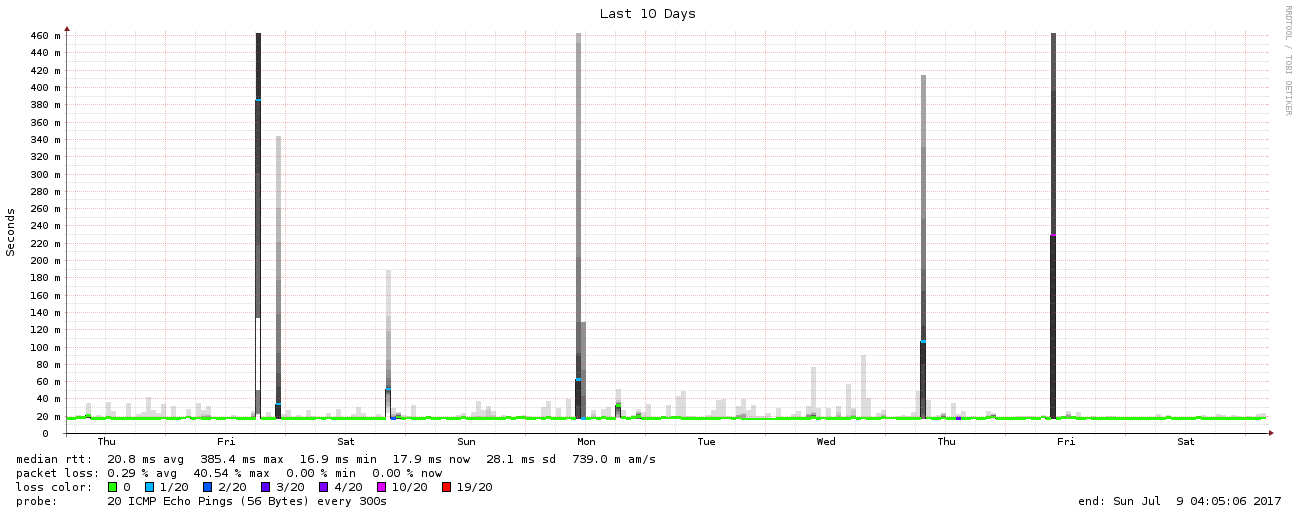 Last 10 Days
RRDTOOL / TOBI OETIKER
Seconds
460 m
440 m
420 m
400 m
380 m
360 m
340 m
320 m
300 m
280 m
260 m
240 m
220 m
200 m
180 m
160 m
140 m
120 m
100 m
80 m
60 m
40 m
20 m
0
Thu Fri Sat Sun Mon Tue Wed Thu Fri Sat
median rtt: 20.8 ms avg 385.4 ms max 16.9 ms min 17.9 ms now 28.1 ms sd 739.0 m am/s
packet loss: 0.29 % avg 40.54 % max 0.00 % min 0.00 % now
loss color: 0 1/20 2/20 3/20 4/20 10/20 19/20
probe: 20 ICMP Echo Pings (56 Bytes) every 300s end: Sun Jul 9 04:05:06 2017